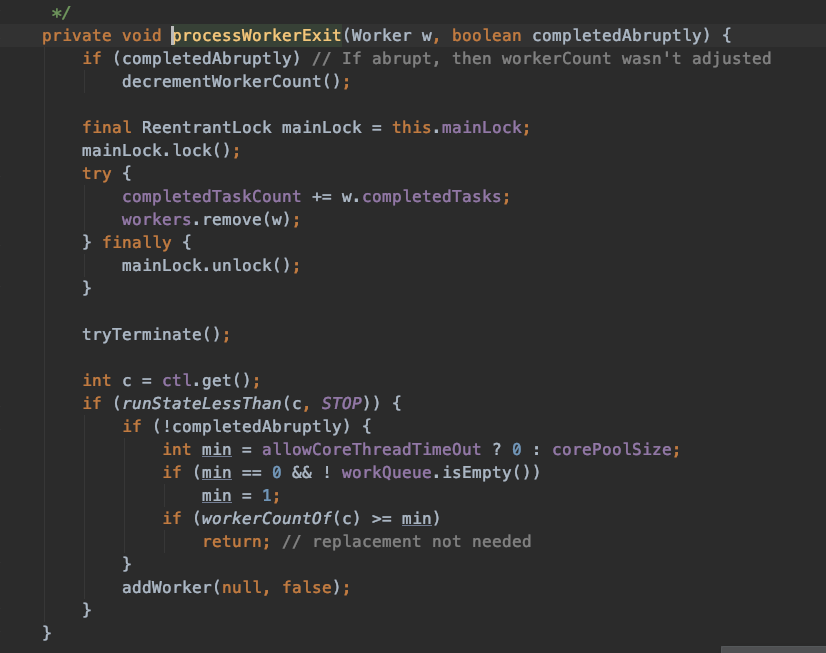 */
private void processWorkerExit(Worker w, boolean completedAbruptly) {
if (completedAbruptly) // If abrupt, then workerCount wasn't adjusted
decrementWorkerCount();
final ReentrantLock mainLock = this.mainLock;
mainLock.lock();
try {
completedTaskCount += w.completedTasks;
workers.remove(w);
} finally {
mainLock.unlock();
}
tryTerminate();
int c = ctl.get();
if (runStateLessThan(c, STOP)) {
if (!completedAbruptly) {
int min = allowCoreThreadTimeOut ? 0 : corePoolSize;
if (min == 0 && ! workQueue.isEmpty())
min = 1;
if (workerCountOf(c) >= min)
return; // replacement not needed
}
addWorker(null, false);
}
}